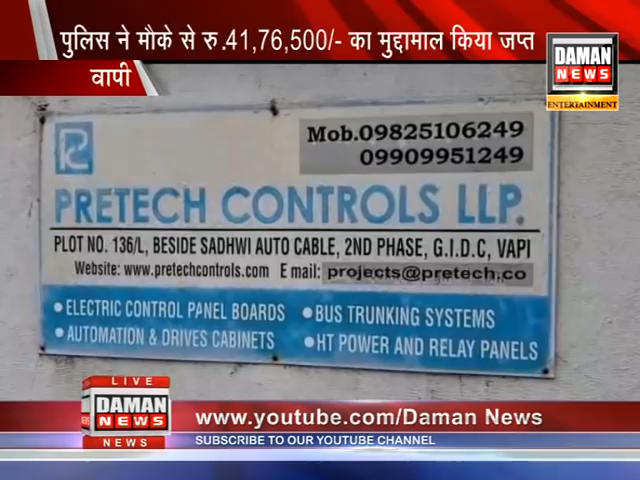 पुलिस ने मौके से रु.41,76,500/- का मुद्दामाल किया जप्त
वापी
DAMAN
NEWS
ENTERTAINMENT
Mob.09825106249
09909951249
PRETECH CONTROLS LLP.
PLOT NO. 136/L, BESIDE SADHWI AUTO CABLE, 2ND PHASE, G.I.D.C, VAPI
Website: www.pretechcontrols.com E mail: projects@pretech.co
• ELECTRIC CONTROL PANEL BOARDS • BUS TRUNKING SYSTEMS
• AUTOMATION & DRIVES CABINETS • HT POWER AND RELAY PANELS
LIVE
DAMAN
NEWS
NEWS
www.youtube.com/Daman News
SUBSCRIBE TO OUR YOUTUBE CHANNEL